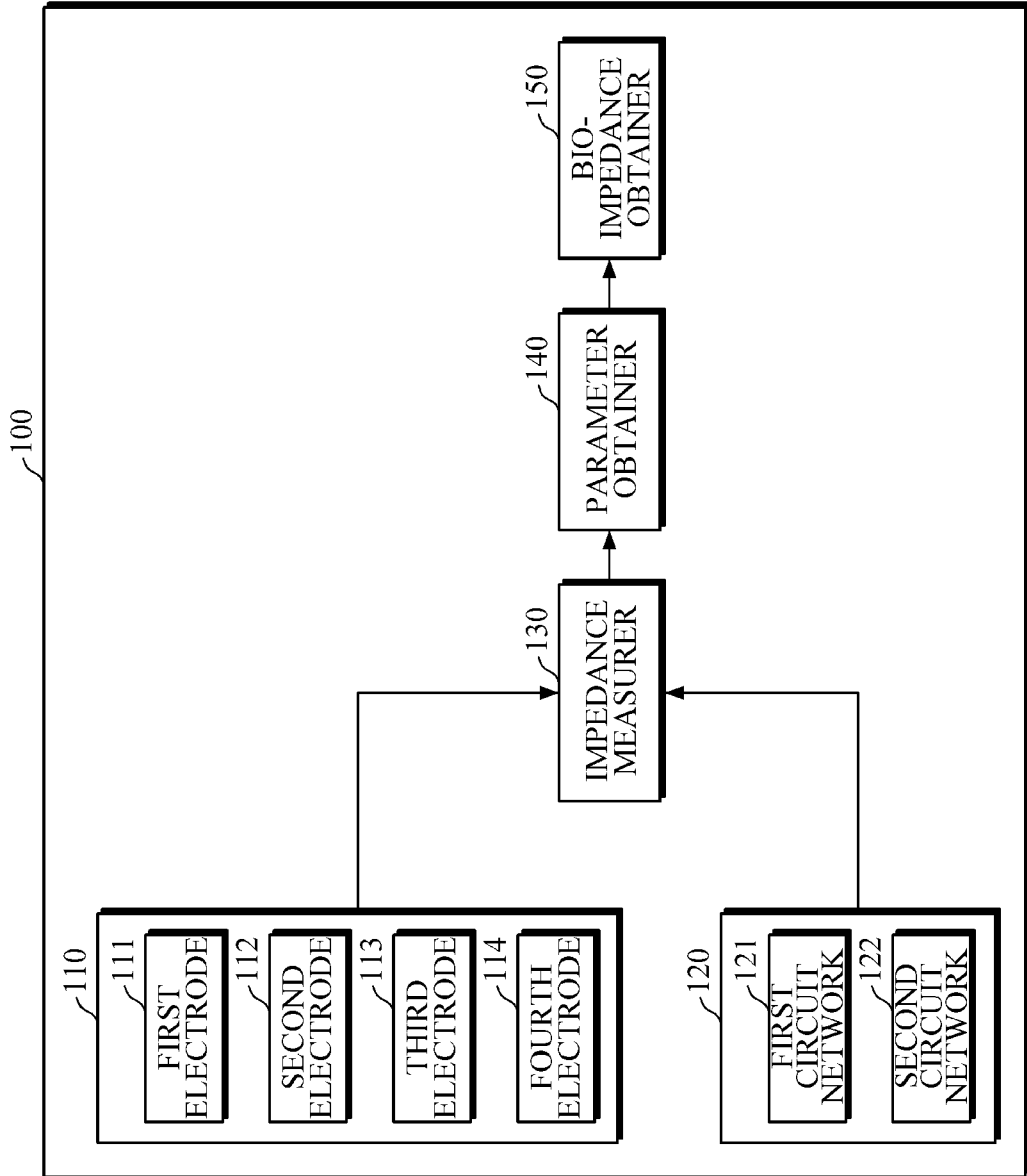 100
110
111
FIRST
ELECTRODE
112
SECOND
ELECTRODE
113
THIRD
ELECTRODE
114
FOURTH
ELECTRODE
120
121
FIRST
CIRCUIT
NETWORK
122
SECOND
CIRCUIT
NETWORK
130
IMPEDANCE
MEASURER
140
PARAMETER
OBTAINER
150
BIO-
IMPEDANCE
OBTAINER